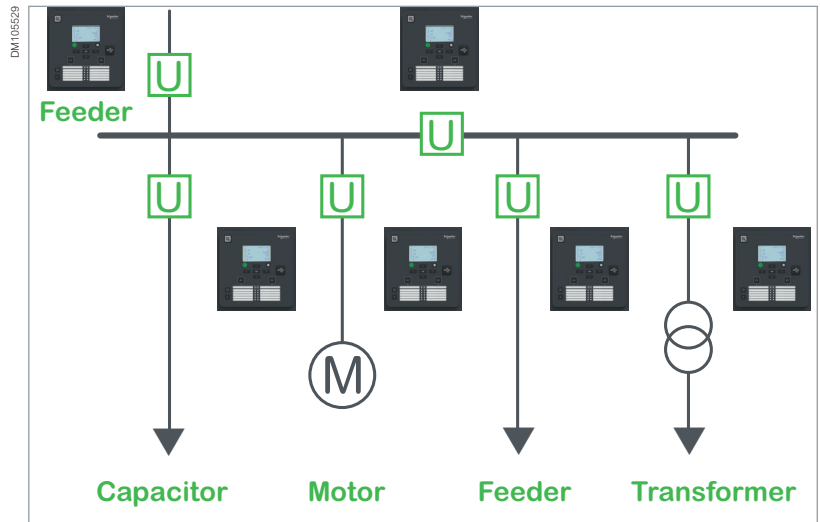 DM105529
U
Feeder
U
U
U
U
U
M
Capacitor
Motor
Feeder
Transformer